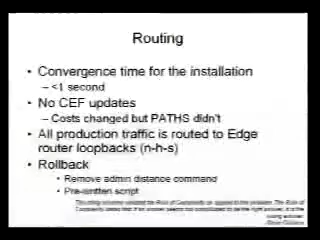 Routing
• Convergence time for the installation
– <1 second
• No CEF updates
– Costs changed but PATHS didn't
• All production traffic is routed to Edge
router loopbacks (n-h-s)
• Rollback
• Remove admin distance command
• Pre-written script